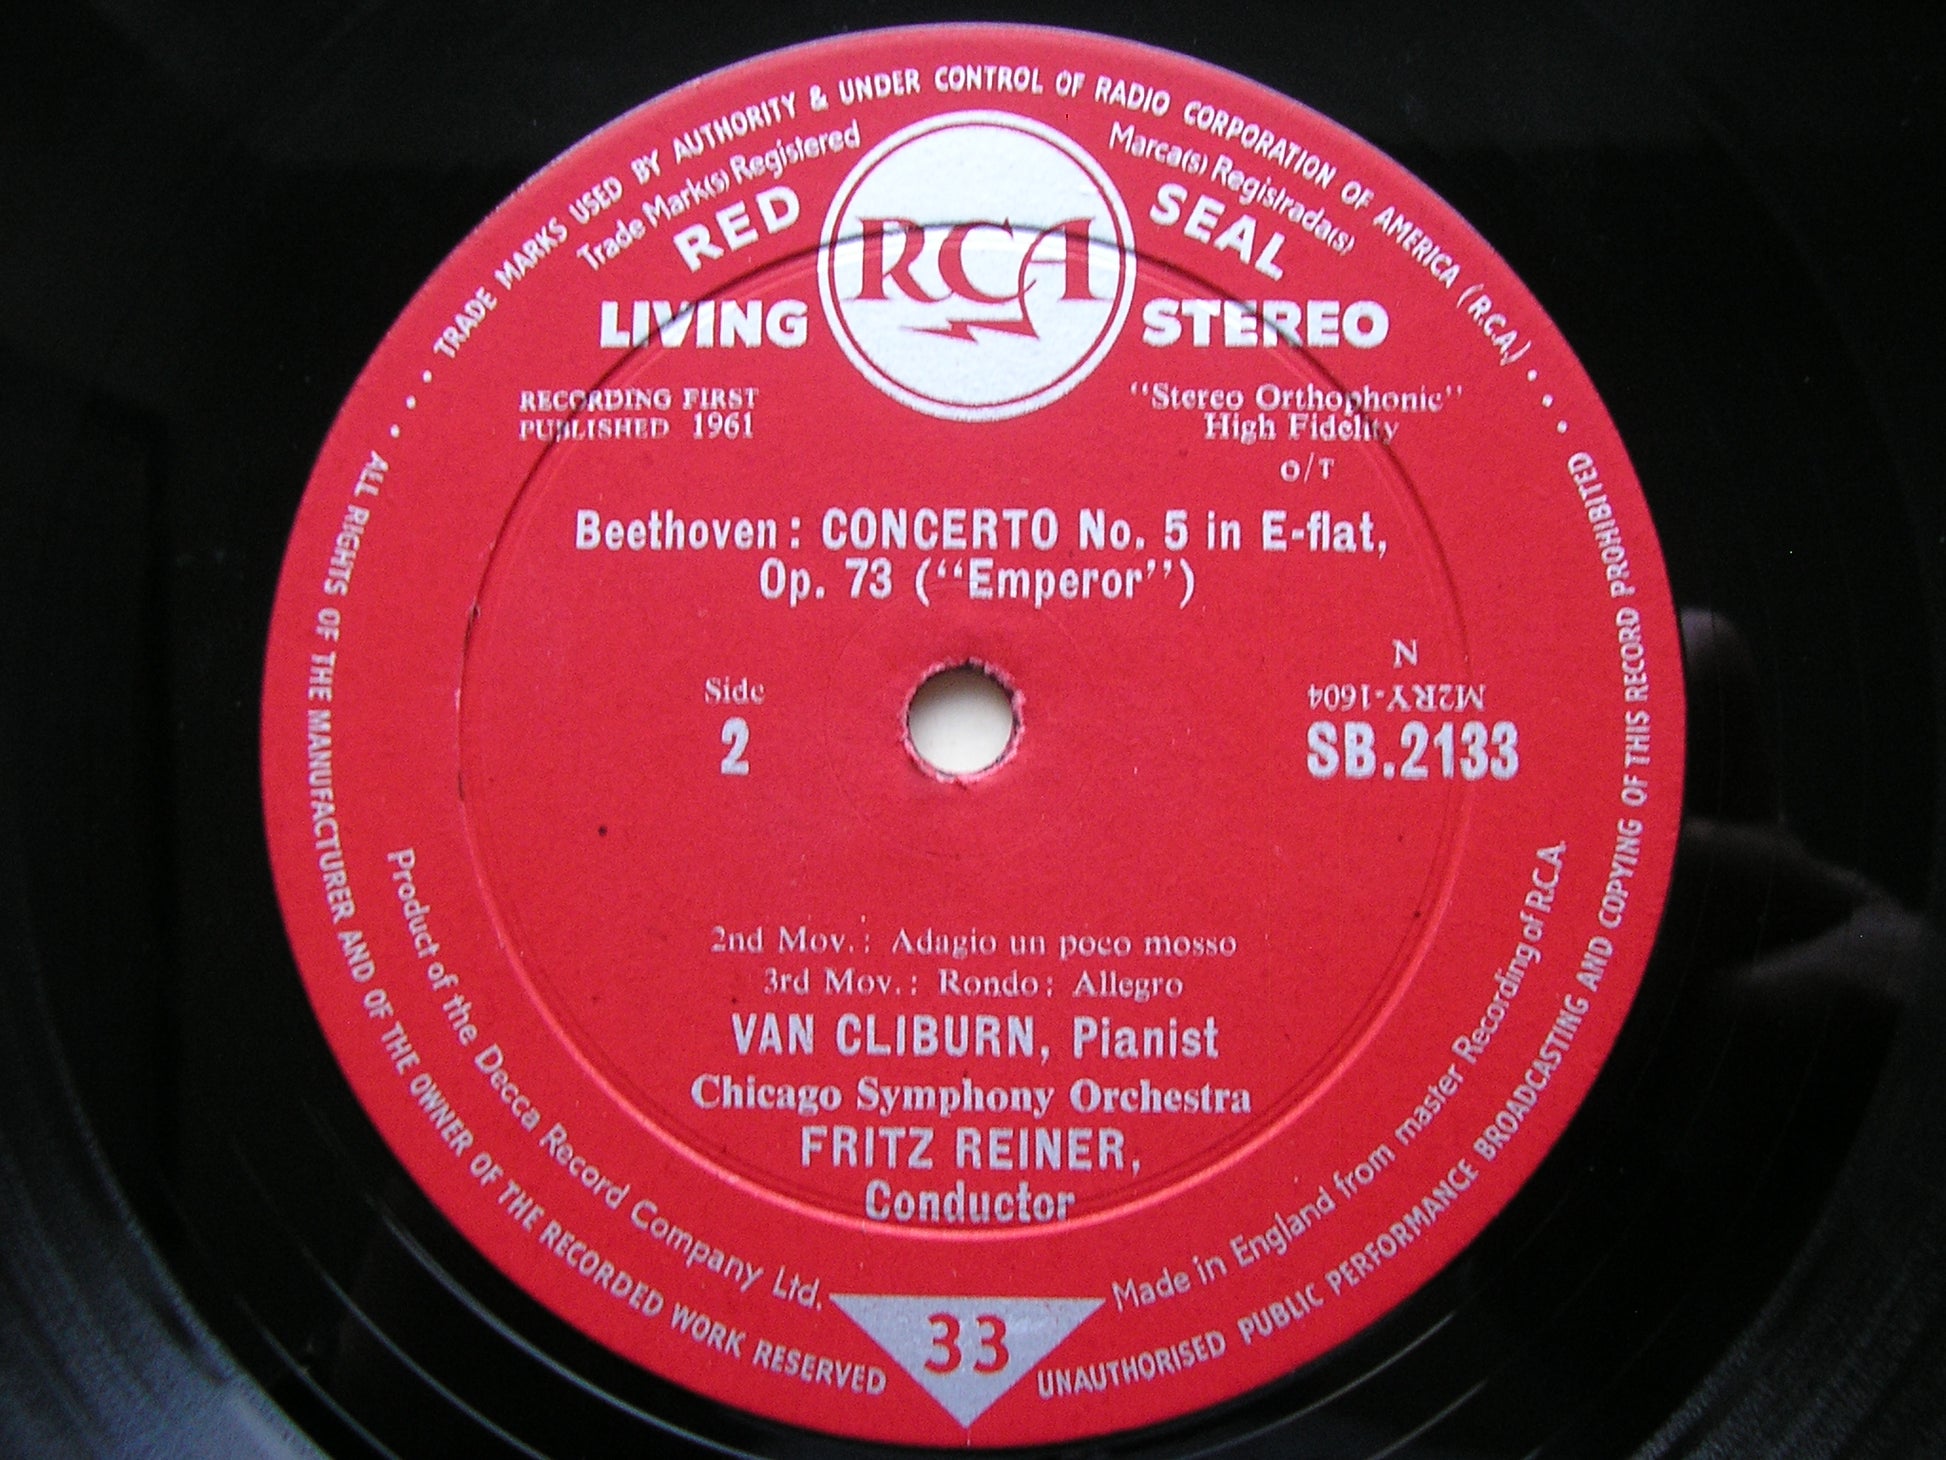 TRADE MARKS USED BY AUTHORITY & UNDER CONTROL OF RADIO CORPORATION OF AMERICA (R.C.A.)
Trade Mark(s) Registered
Marca(s) Registrada(s)
RED SEAL
RCA
LIVING STEREO
RECORDING FIRST
PUBLISHED 1961
"Stereo Orthophonic"
High Fidelity
O/T
Beethoven: CONCERTO No. 5 in E-flat,
Op. 73 ("Emperor")
N
Side
M2RY-1604
2
SB.2133
2nd Mov.: Adagio un poco mosso
3rd Mov.: Rondo: Allegro
VAN CLIBURN, Pianist
Chicago Symphony Orchestra
FRITZ REINER,
Conductor
Product of the Decca Record Company Ltd.
Made in England from master Recording of R.C.A.
33
ALL RIGHTS OF THE MANUFACTURER AND OF THE OWNER OF THE RECORDED WORK RESERVED
UNAUTHORISED PUBLIC PERFORMANCE BROADCASTING AND COPYING OF THIS RECORD PROHIBITED